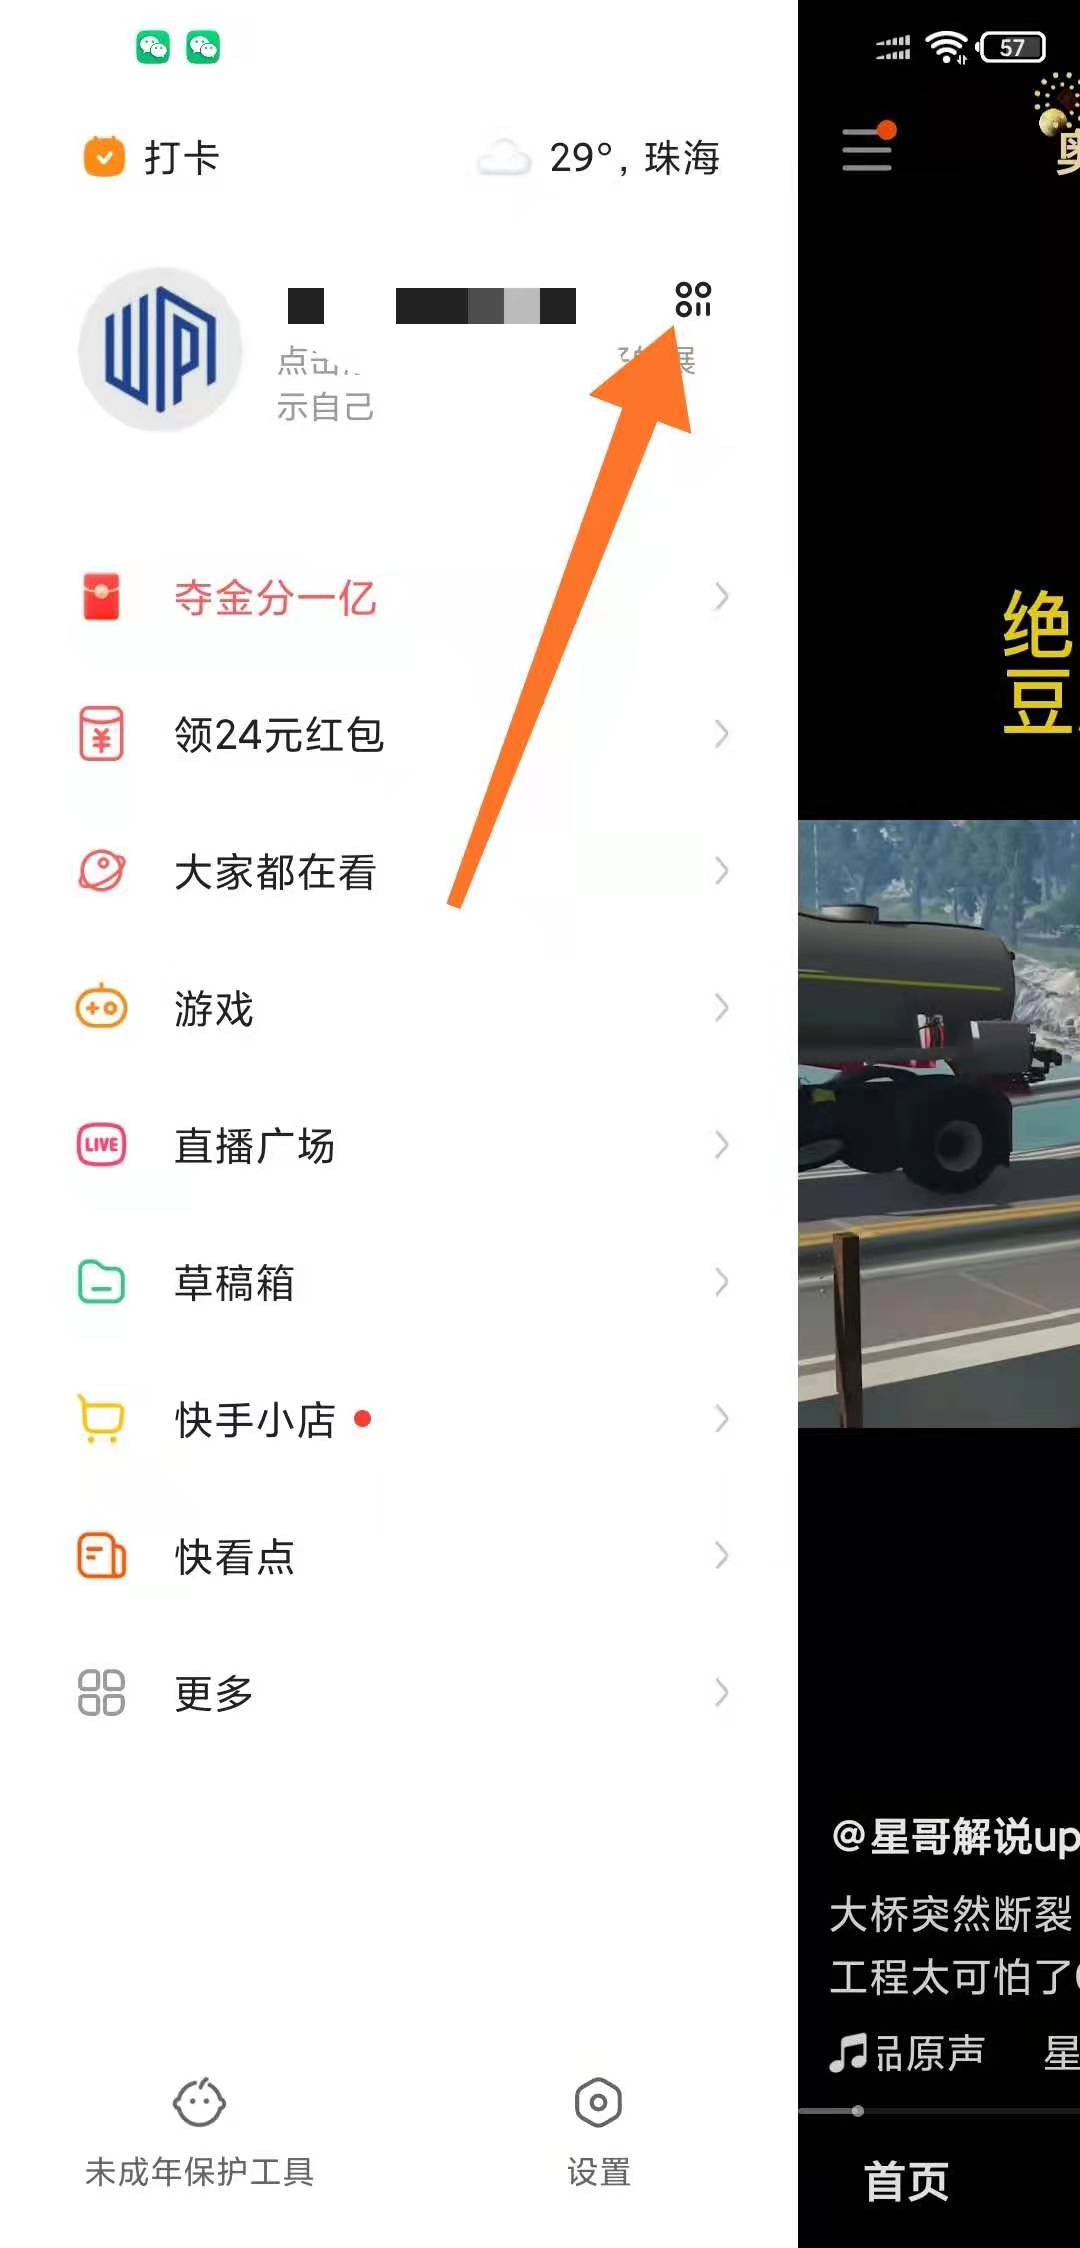 57
打卡
29°, 珠海
奥
点击
展
示自己
夺金分一亿
绝
豆
领24元红包
大家都在看
游戏
LIVE
直播广场
草稿箱
快手小店
快看点
更多
@星哥解说up
大桥突然断裂
工程太可怕了
品原声 星
未成年保护工具
设置
首页